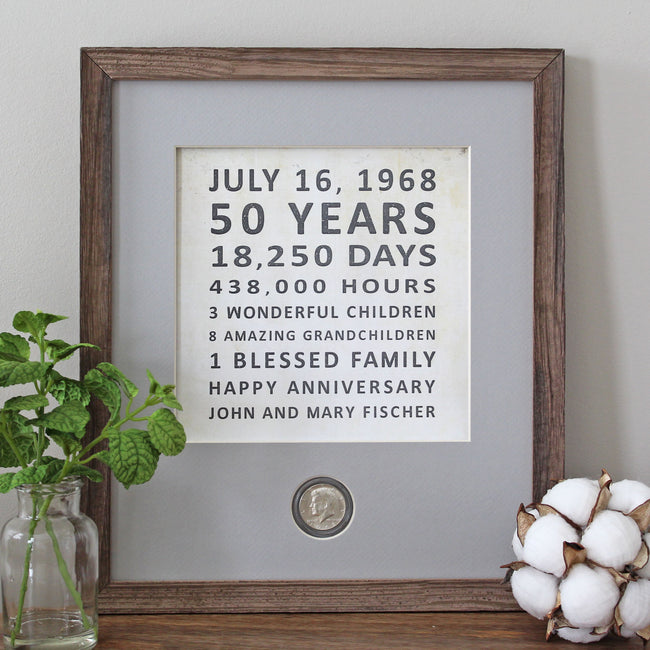 JULY 16, 1968
50 YEARS
18,250 DAYS
438,000 HOURS
3 WONDERFUL CHILDREN
8 AMAZING GRANDCHILDREN
1 BLESSED FAMILY
HAPPY ANNIVERSARY
JOHN AND MARY FISCHER